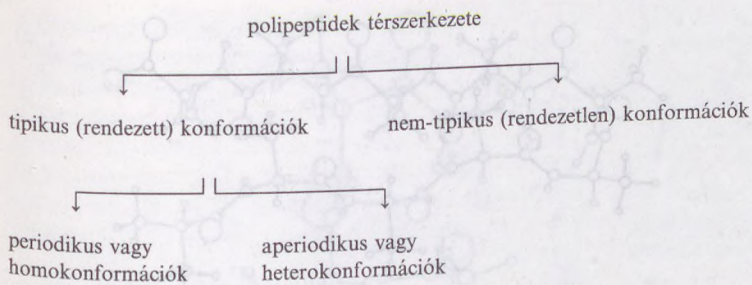 polipeptidek térszerkezete
tipikus (rendezett) konformációk
nem-tipikus (rendezetlen) konformációk
periodikus vagy
homokonformációk
aperiodikus vagy
heterokonformációk